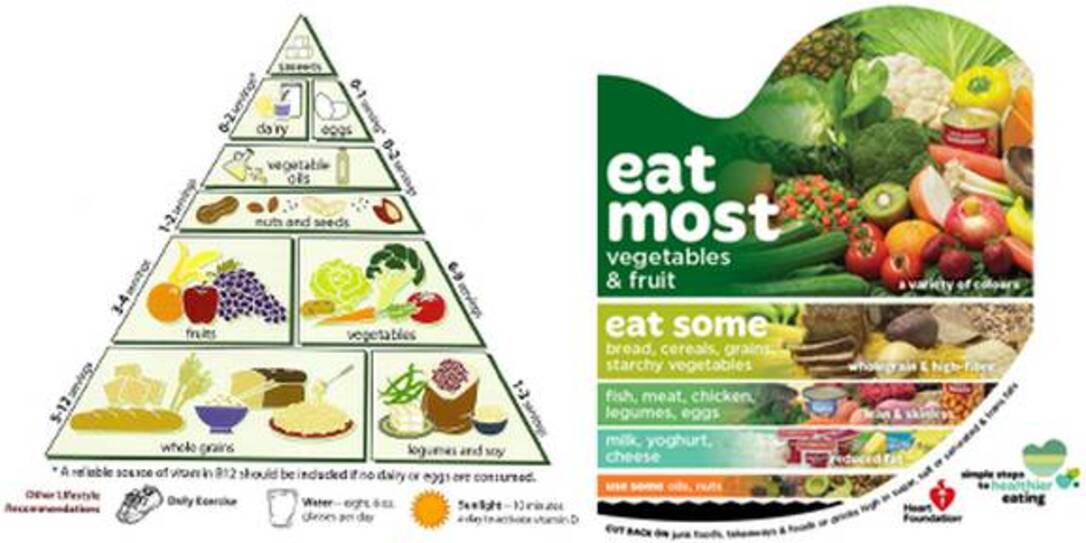 sweets
0-2 servings*
dairy
eggs
0-1 serving*
vegetable
oils
0-2 servings
1-2 servings
nuts and seeds
3-4 servings
fruits
vegetables
6-9 servings
5-12 servings
whole grains
legumes and soy
1-3 servings
* A reliable source of vitamin B12 should be included if no dairy or eggs are consumed.
Other Lifestyle
Recommendations
Daily Exercise
Water—eight, 8 oz.
glasses per day
Sunlight—10 minutes
a day to activate vitamin D
eat
most
vegetables
& fruit
a variety of colours
eat some
bread, cereals, grains,
starchy vegetables
wholegrain & high-fibre
fish, meat, chicken,
legumes, eggs
lean & skinless
milk, yoghurt,
cheese
reduced fat
use some oils, nuts
CUT BACK ON junk foods, takeaways & foods or drinks high in sugar, salt or saturated & trans fats
Heart
Foundation
simple steps
to healthier
eating